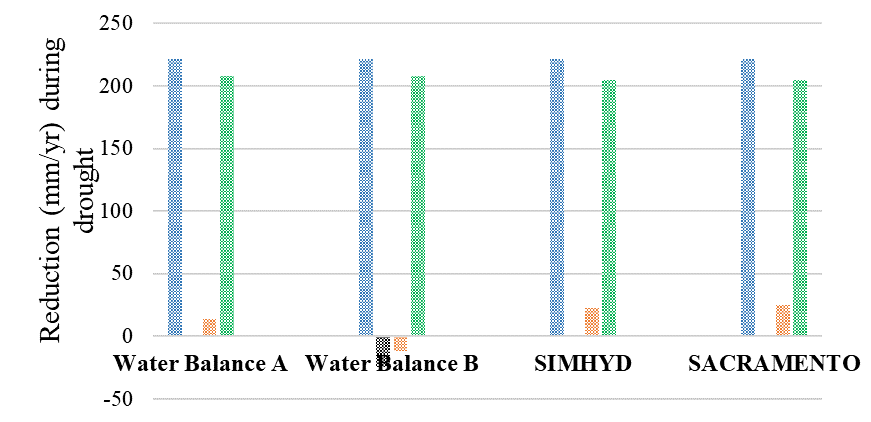 Reduction (mm/yr) during
drought
250
200
150
100
50
0
-50
Water Balance A
Water Balance B
SIMHYD
SACRAMENTO